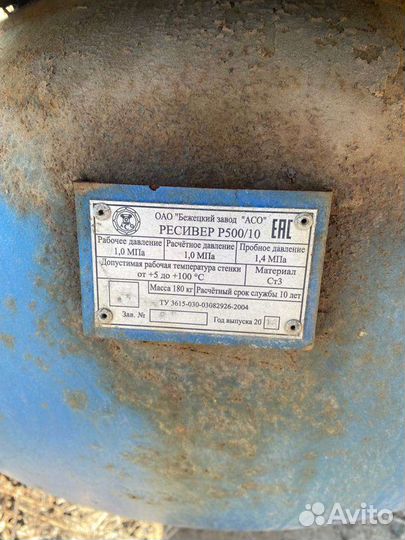 ОАО "Бежецкий завод "АСО"
EAC
РЕСИВЕР Р500/10
Рабочее давление 1,0 МПа
Расчётное давление 1,0 МПа
Пробное давление 1,4 МПа
Допустимая рабочая температура стенки от +5 до +100 °С
Материал Ст3
Масса 180 кг
Расчётный срок службы 10 лет
ТУ 3615-030-03082926-2004
Зав. №
Год выпуска 20
Avito